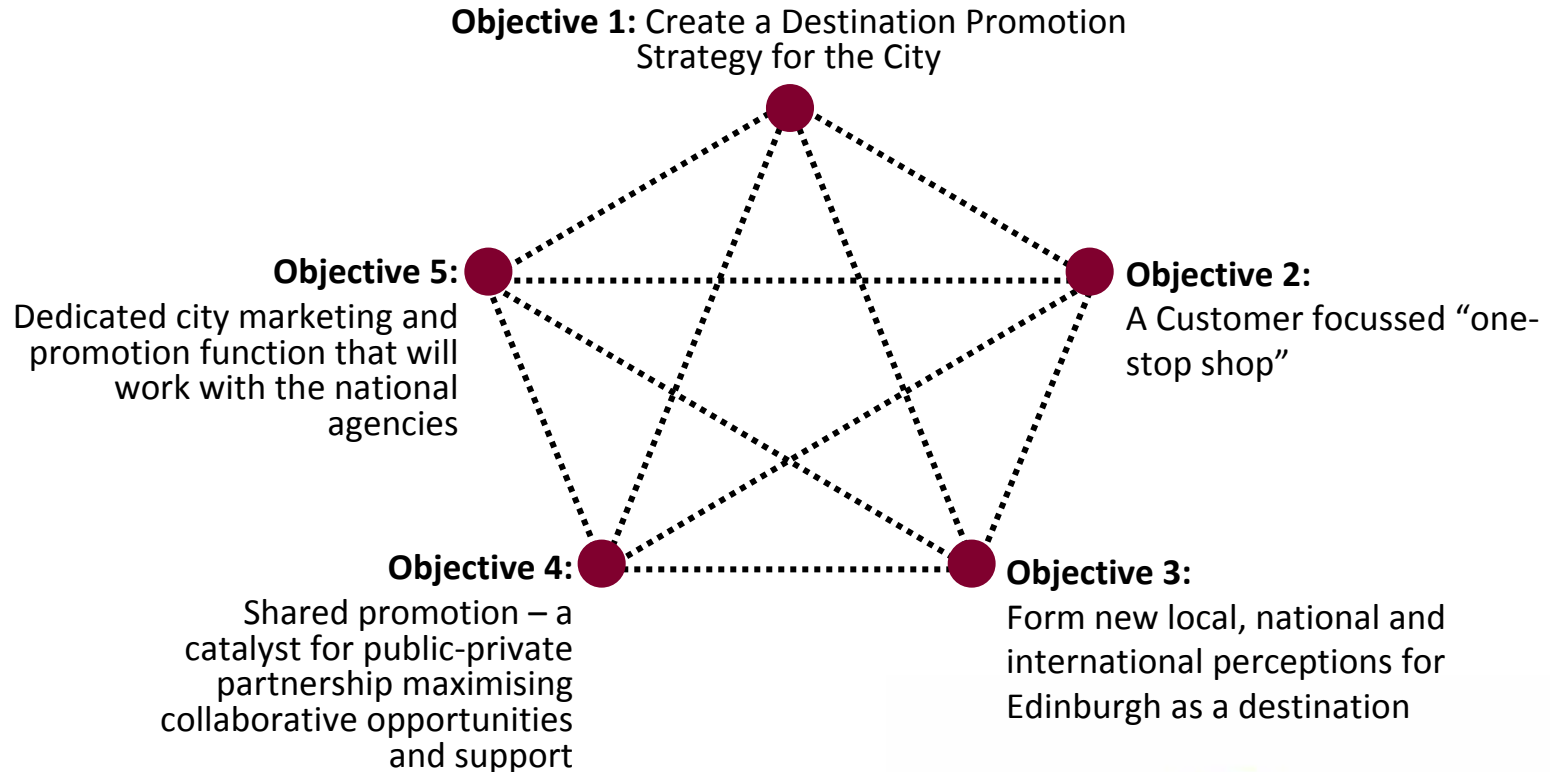 Objective 1: Create a Destination Promotion
Strategy for the City
Objective 2:
A Customer focussed “one-
stop shop”
Objective 3:
Form new local, national and
international perceptions for
Edinburgh as a destination
Objective 4:
Shared promotion – a
catalyst for public-private
partnership maximising
collaborative opportunities
and support
Objective 5:
Dedicated city marketing and
promotion function that will
work with the national
agencies